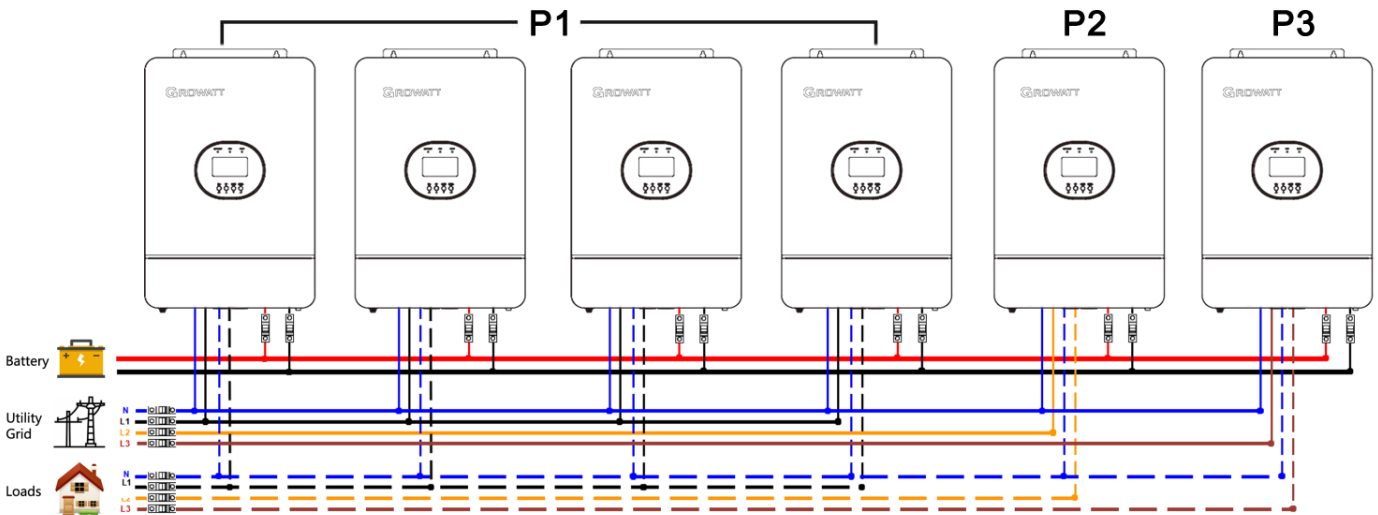 P1
P2
P3
GROWATT
GROWATT
GROWATT
GROWATT
GROWATT
GROWATT
Battery
Utility
Grid
N
L1
L2
L3
Loads
N
L1
L2
L3